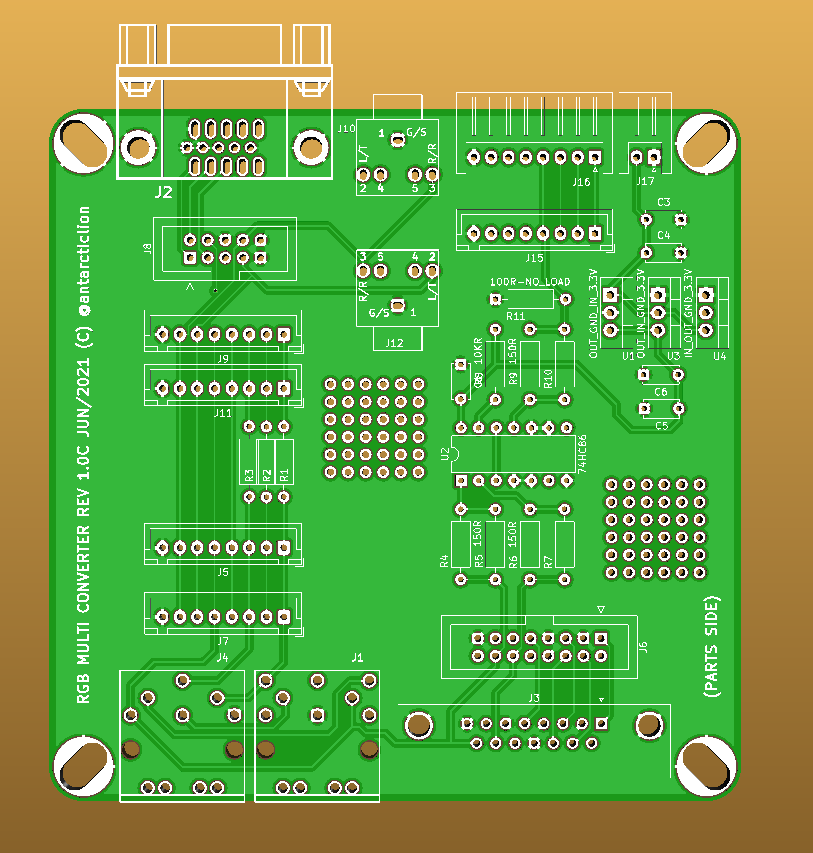 J2
J10
1 G/S
L/T
R/R
2 4 5 3
J16
J17
C3
C4
@antarcticlion
RGB MULTI CONVERTER REV 1.0C JUN/2021 (C)
J8
3 5 4 2
R/R
L/T
G/S 1
J12
J15
100R-NO_LOAD
R11
OUT_GND_IN_3.3V
IN_OUT_GND_3.3V
IN_OUT_GND_3.3V
U1
U3
U4
J9
J11
10KR
R9 150R
R10
C6
C5
U2
74HC86
R3
R2
R1
J5
R4
R5 150R
R6 150R
R7
J7
J6
(PARTS SIDE)
J4
J1
J3